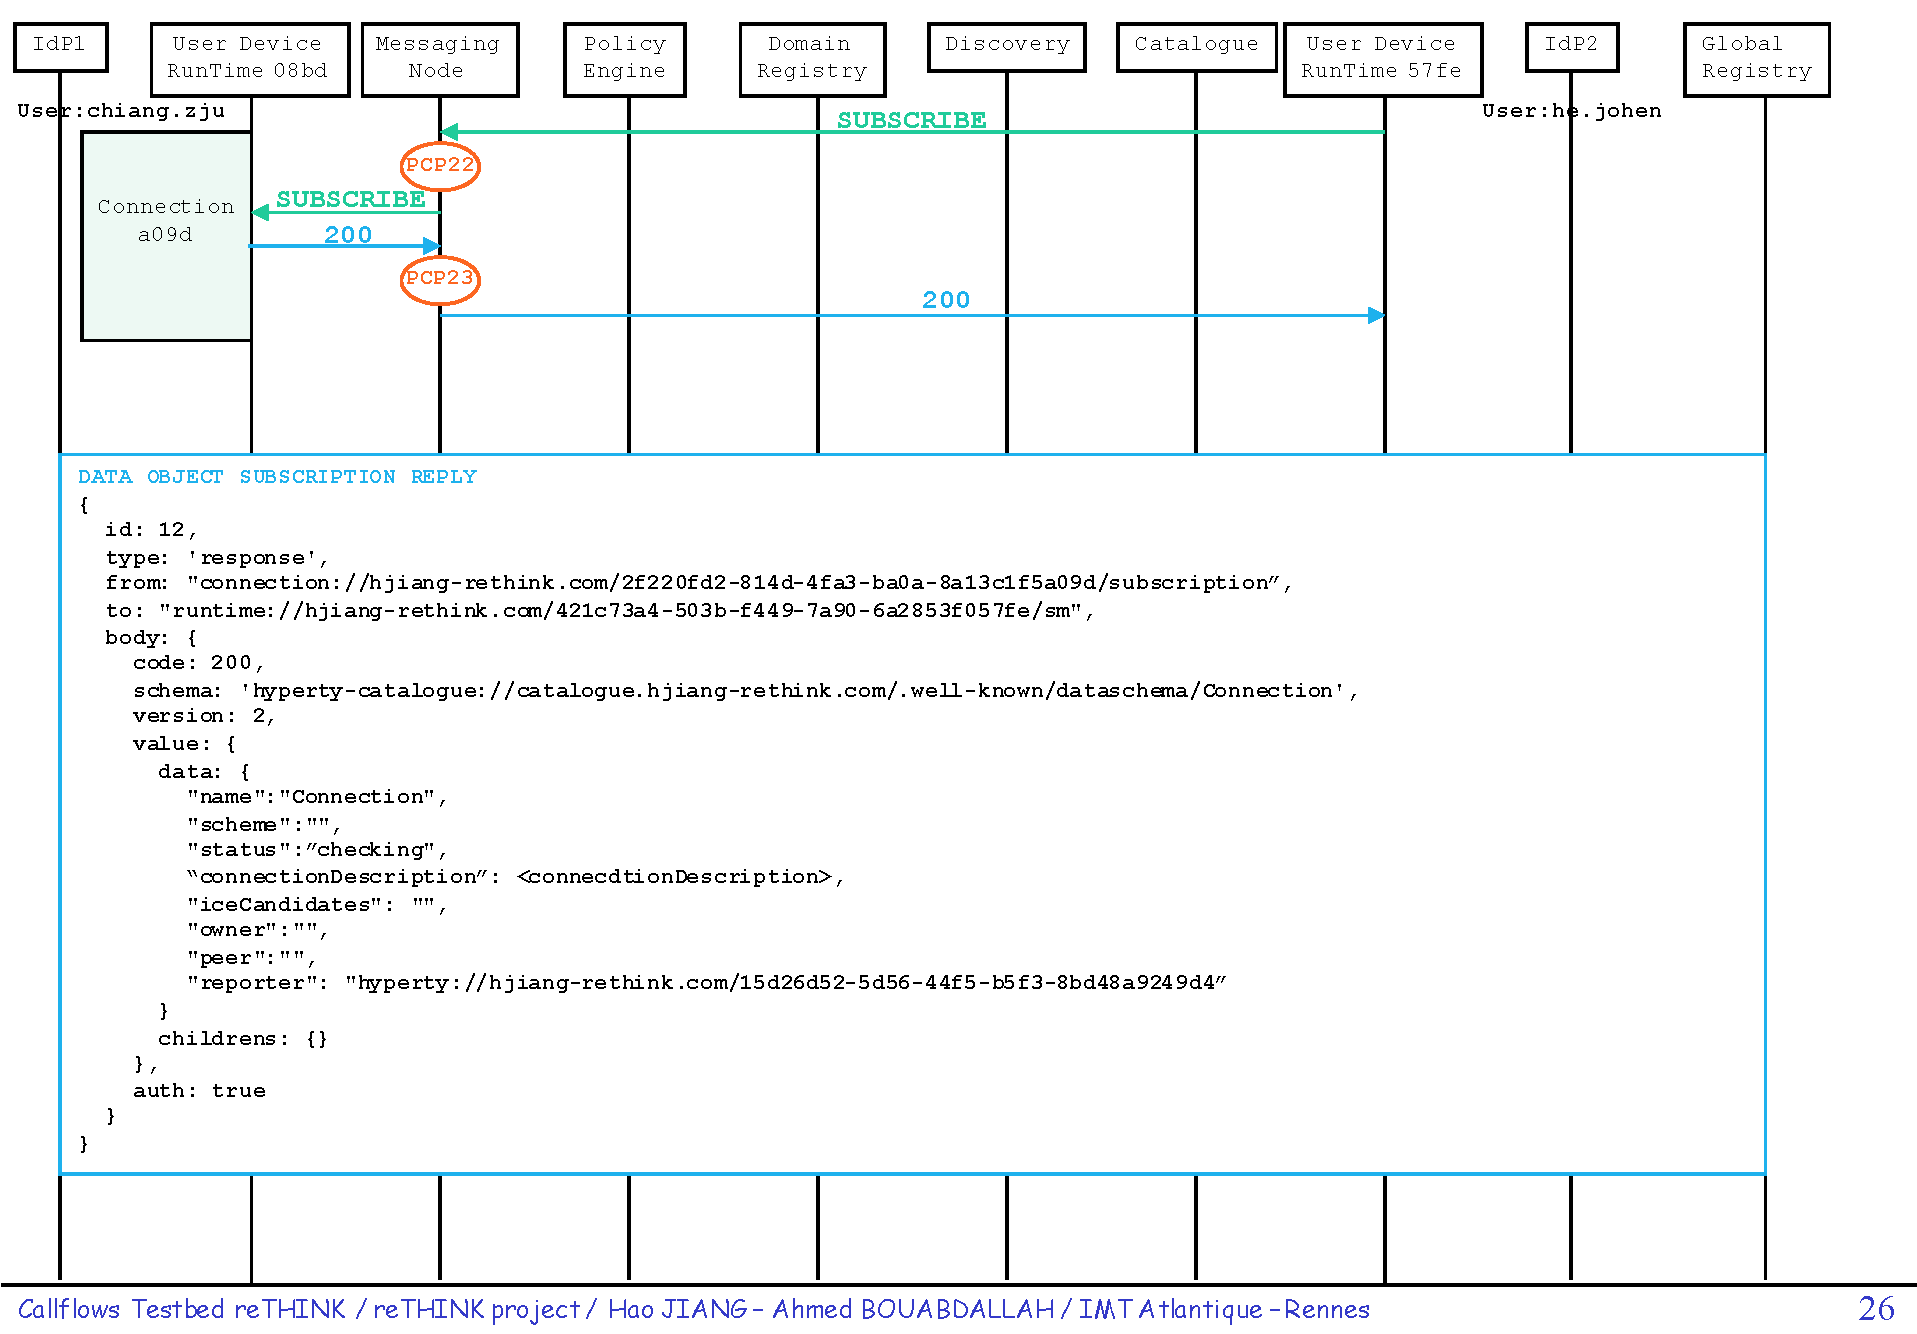 IdP1
User Device
RunTime 08bd
Messaging
Node
Policy
Engine
Domain
Registry
Discovery
Catalogue
User Device
RunTime 57fe
IdP2
Global
Registry
User:chiang.zju
User:he.johen
SUBSCRIBE
PCP22
SUBSCRIBE
Connection
a09d
200
PCP23
200
DATA OBJECT SUBSCRIPTION REPLY
{
id: 12,
type: 'response',
from: "connection://hjiang-rethink.com/2f220fd2-814d-4fa3-ba0a-8a13c1f5a09d/subscription”,
to: "runtime://hjiang-rethink.com/421c73a4-503b-f449-7a90-6a2853f057fe/sm",
body: {
code: 200,
schema: 'hyperty-catalogue://catalogue.hjiang-rethink.com/.well-known/dataschema/Connection',
version: 2,
value: {
data: {
"name":"Connection",
"scheme":"",
"status":”checking",
“connectionDescription”: <connecdtionDescription>,
"iceCandidates": "",
"owner":"",
"peer":"",
"reporter": "hyperty://hjiang-rethink.com/15d26d52-5d56-44f5-b5f3-8bd48a9249d4”
}
childrens: {}
},
auth: true
}
}
Callflows Testbed reTHINK / reTHINK project / Hao JIANG – Ahmed BOUABDALLAH / IMT Atlantique – Rennes
26